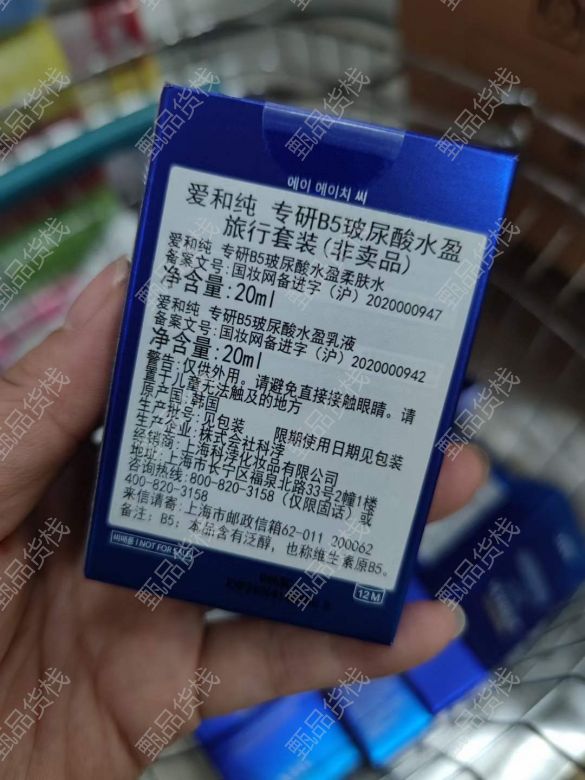 에이 에이치 씨
爱和纯 专研B5玻尿酸水盈
旅行套装(非卖品)
爱和纯 专研B5玻尿酸水盈柔肤水
备案文号:国妆网备进字(沪)2020000947
净含量:20ml
爱和纯 专研B5玻尿酸水盈乳液
备案文号:国妆网备进字(沪)2020000942
净含量:20ml
警告:仅供外用。请避免直接接触眼睛。请
置于儿童无法触及的地方
原产国:韩国
生产批号:见包装 限期使用日期见包装
生产企业:株式会社科淳
经销商:上海科淳化妆品有限公司
地址:上海市长宁区福泉北路33号2幢1楼
咨询热线:800-820-3158(仅限固话)或
400-820-3158
来信请寄:上海市邮政信箱62-011 200062
备注:B5:本品含有泛醇,也称维生素原B5。
비매품 I NOT FOR SALE
12M
甄品货栈